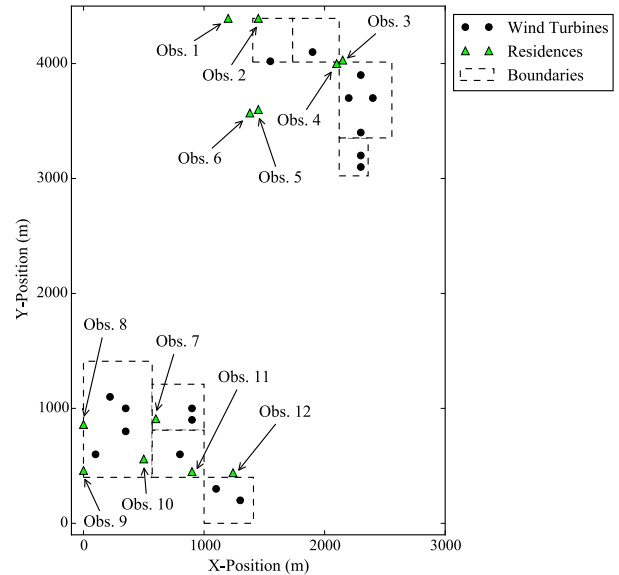 Obs. 1
Obs. 2
Obs. 3
Obs. 4
Obs. 6
Obs. 5
Obs. 8
Obs. 7
Obs. 11
Obs. 12
Obs. 9
Obs. 10
Wind Turbines
Residences
Boundaries
4000
3000
2000
1000
0
Y-Position (m)
0 1000 2000 3000
X-Position (m)